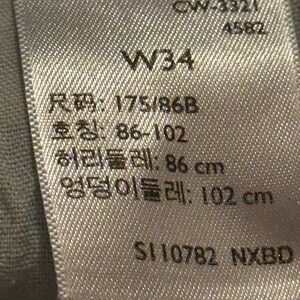 CW-3321
4582
W34
尺码: 175/86B
호칭: 86-102
허리둘레: 86 cm
엉덩이둘레: 102 cm
S110782 NXBD